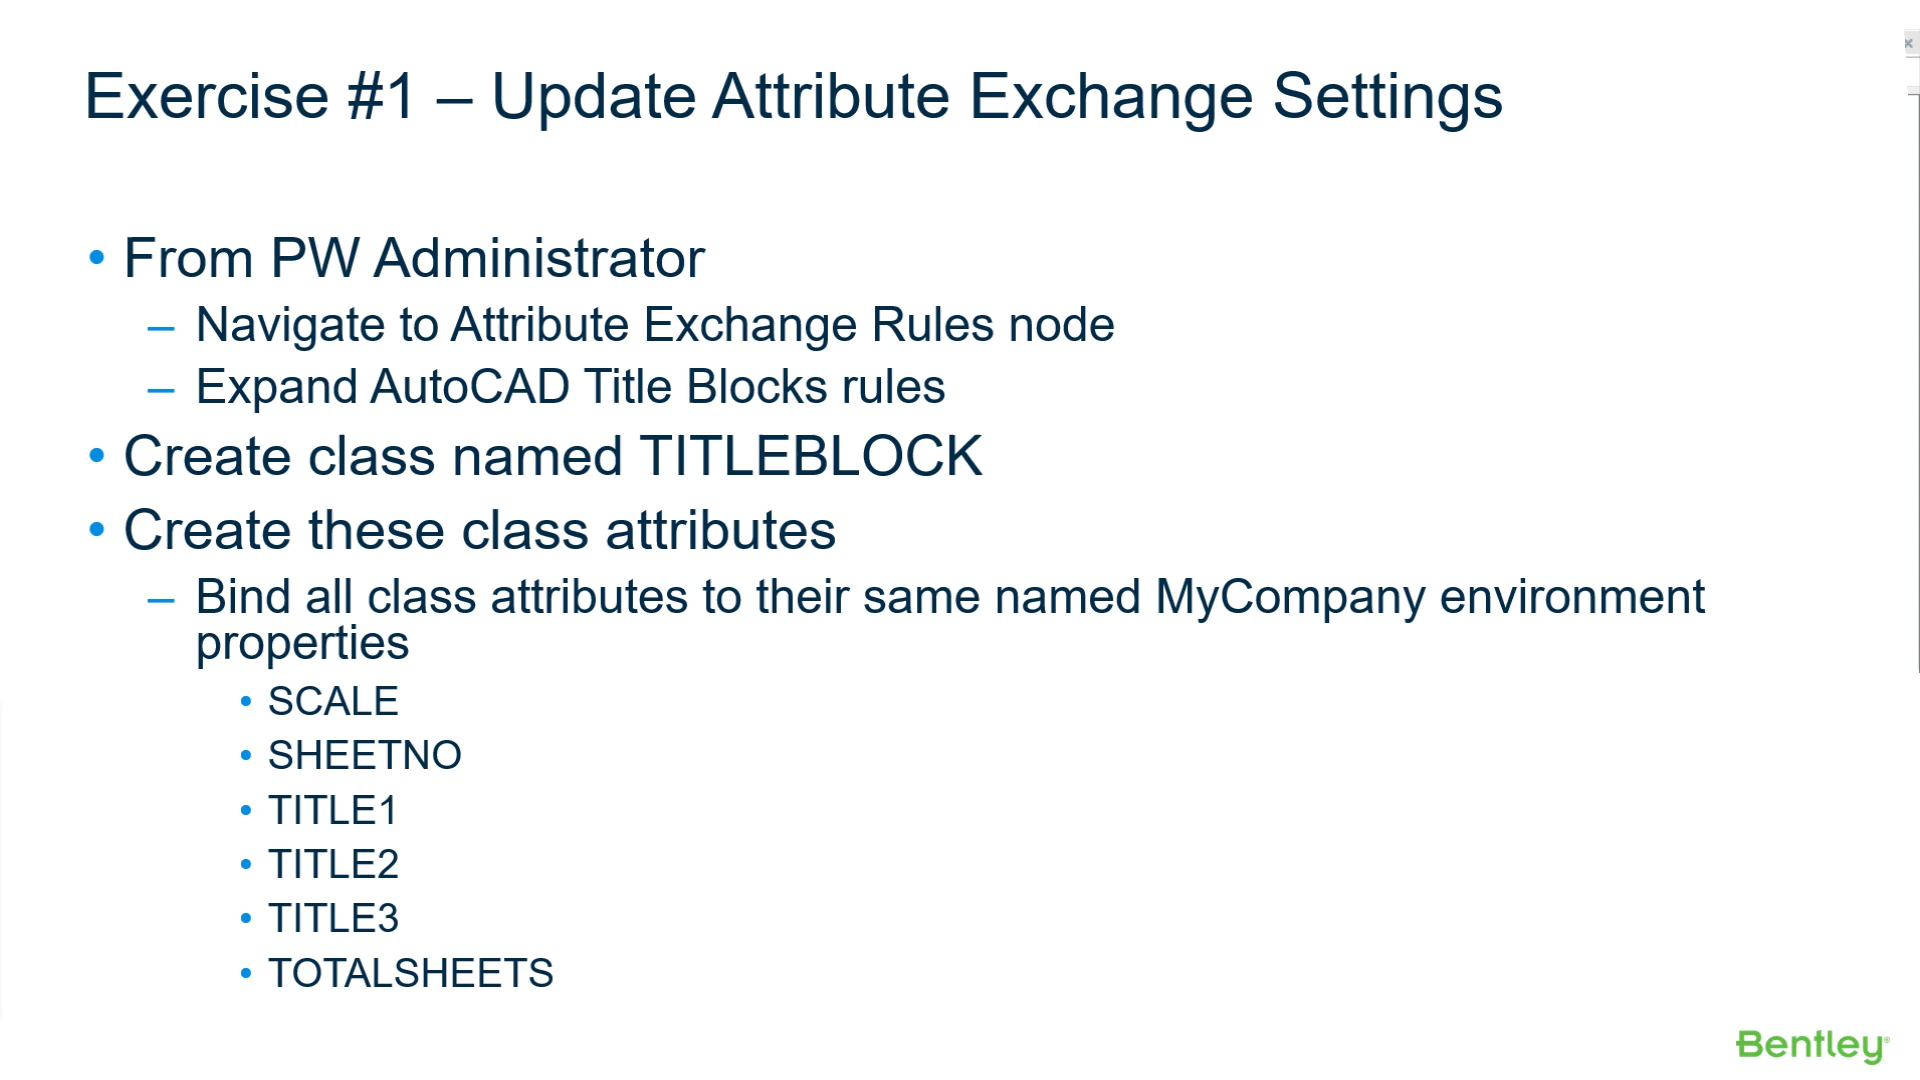 Exercise #1 – Update Attribute Exchange Settings
• From PW Administrator
– Navigate to Attribute Exchange Rules node
– Expand AutoCAD Title Blocks rules
• Create class named TITLEBLOCK
• Create these class attributes
– Bind all class attributes to their same named MyCompany environment
properties
• SCALE
• SHEETNO
• TITLE1
• TITLE2
• TITLE3
• TOTALSHEETS
Bentley®